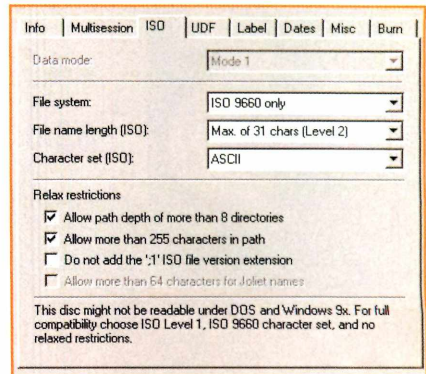 Info Multisession ISO UDF Label Dates Misc Burn
Data mode: Mode 1
File system: ISO 9660 only
File name length (ISO): Max. of 31 chars (Level 2)
Character set (ISO): ASCII
Relax restrictions
Allow path depth of more than 8 directories
Allow more than 255 characters in path
Do not add the ';1' ISO file version extension
Allow more than 64 characters for Joliet names
This disc might not be readable under DOS and Windows 9x. For full
compatibility choose ISO Level 1, ISO 9660 character set, and no
relaxed restrictions.